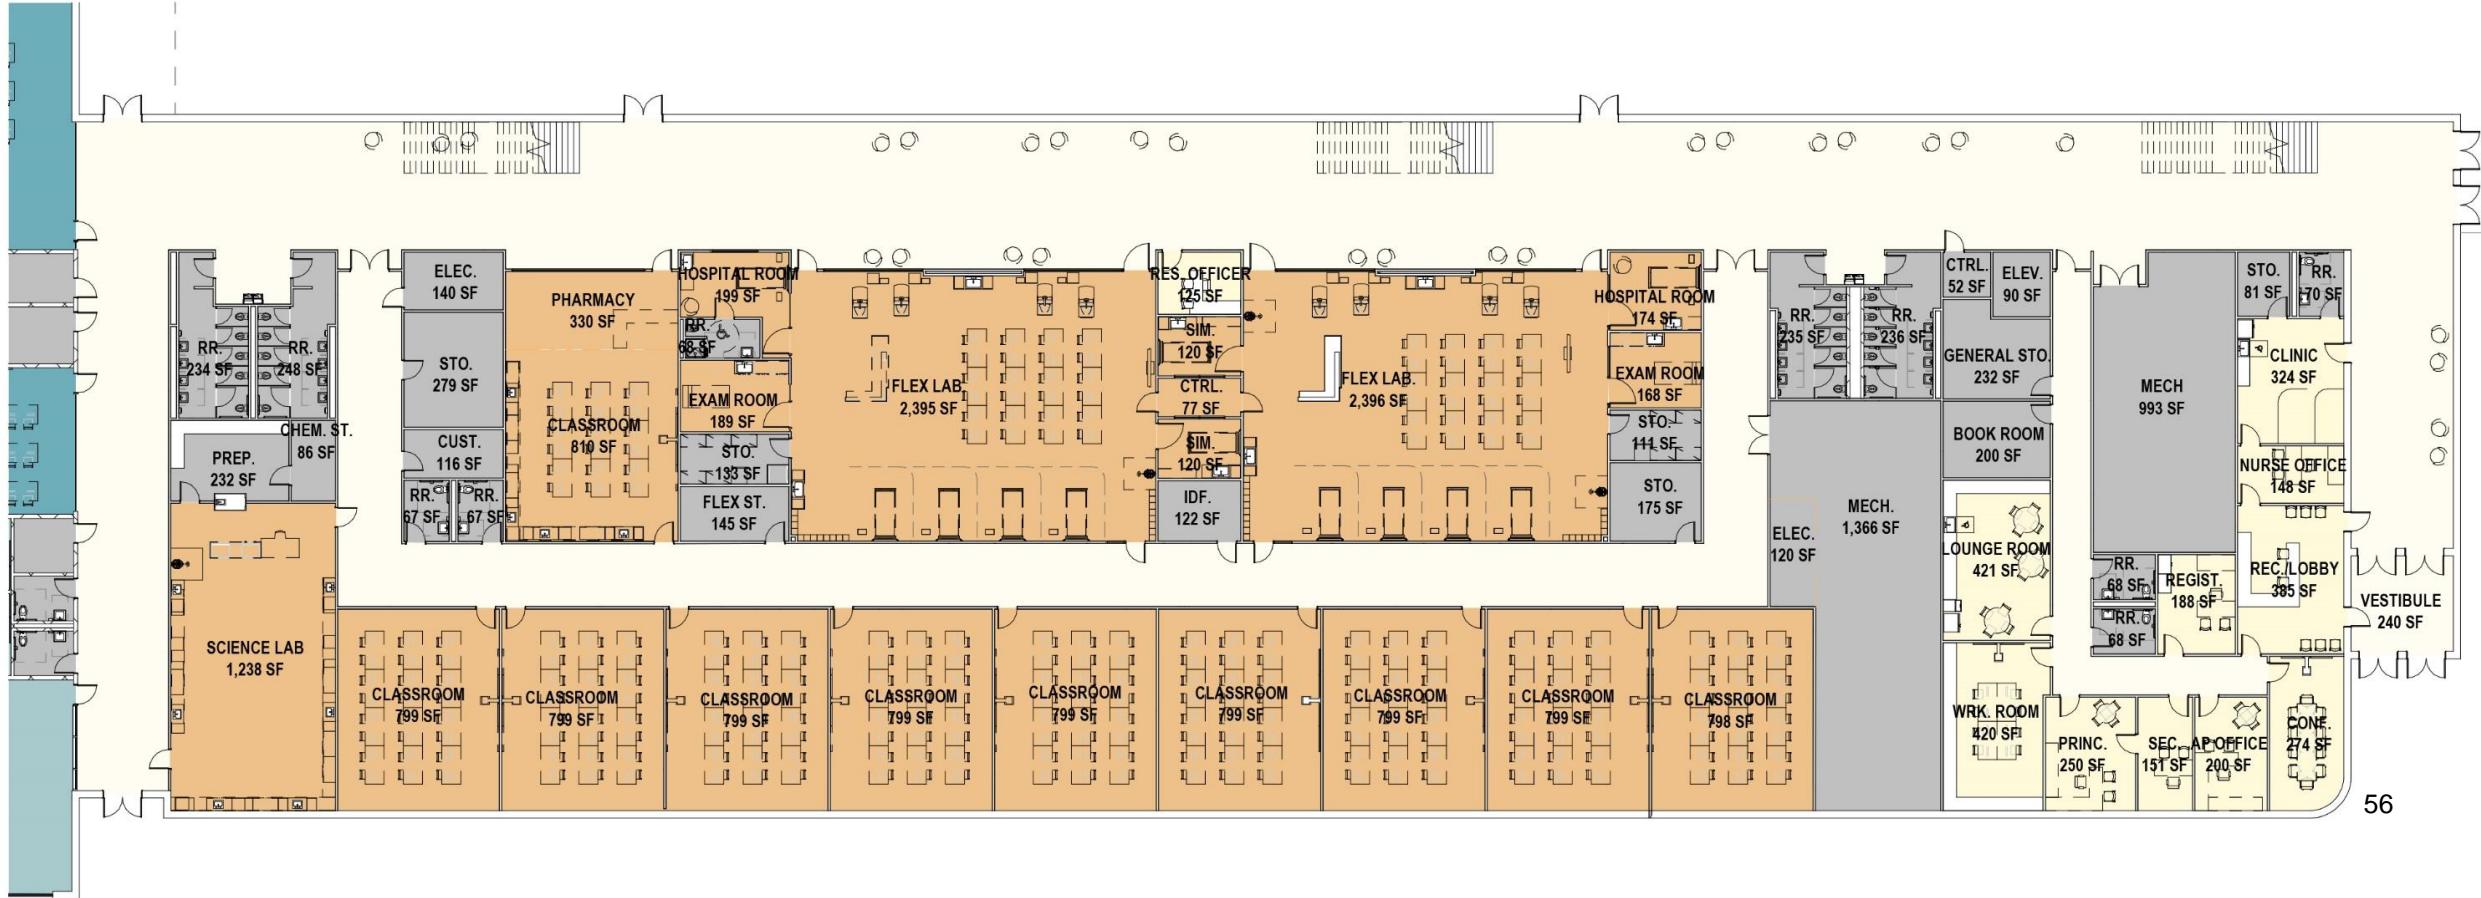 ELEC.
140 SF
PHARMACY
330 SF
HOSPITAL ROOM
199 SF
RR.
68 SF
RES. OFFICER
125 SF
HOSPITAL ROOM
174 SF
CTRL.
52 SF
ELEV.
90 SF
STO.
81 SF
RR.
70 SF
RR.
234 SF
RR.
248 SF
STO.
279 SF
SIM.
120 SF
RR.
235 SF
RR.
236 SF
GENERAL STO.
232 SF
CLINIC
324 SF
EXAM ROOM
189 SF
FLEX LAB.
2,395 SF
CTRL.
77 SF
FLEX LAB.
2,396 SF
EXAM ROOM
168 SF
MECH
993 SF
CHEM. ST.
86 SF
PREP.
232 SF
CUST.
116 SF
CLASSROOM
810 SF
STO.
133 SF
SIM.
120 SF
STO.
111 SF
BOOK ROOM
200 SF
NURSE OFFICE
148 SF
RR.
67 SF
RR.
67 SF
FLEX ST.
145 SF
IDF.
122 SF
STO.
175 SF
ELEC.
120 SF
MECH.
1,366 SF
LOUNGE ROOM
421 SF
RR.
68 SF
RR.
68 SF
REGIST.
188 SF
REC./LOBBY
385 SF
VESTIBULE
240 SF
SCIENCE LAB
1,238 SF
CLASSROOM
799 SF
CLASSROOM
799 SF
CLASSROOM
799 SF
CLASSROOM
799 SF
CLASSROOM
799 SF
CLASSROOM
799 SF
CLASSROOM
799 SF
CLASSROOM
799 SF
CLASSROOM
798 SF
WRK. ROOM
420 SF
PRINC.
250 SF
SEC.
151 SF
AP OFFICE
200 SF
CONF.
274 SF
56